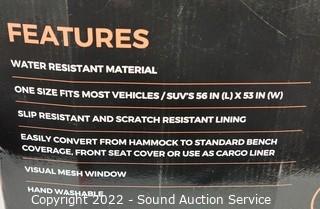 FEATURES
WATER RESISTANT MATERIAL
ONE SIZE FITS MOST VEHICLES / SUV'S 56 IN (L) X 53 IN (W)
SLIP RESISTANT AND SCRATCH RESISTANT LINING
EASILY CONVERT FROM HAMMOCK TO STANDARD BENCH
COVERAGE, FRONT SEAT COVER OR USE AS CARGO LINER
VISUAL MESH WINDOW
HAND WASHABLE
Copyright 2022 - Sound Auction Service